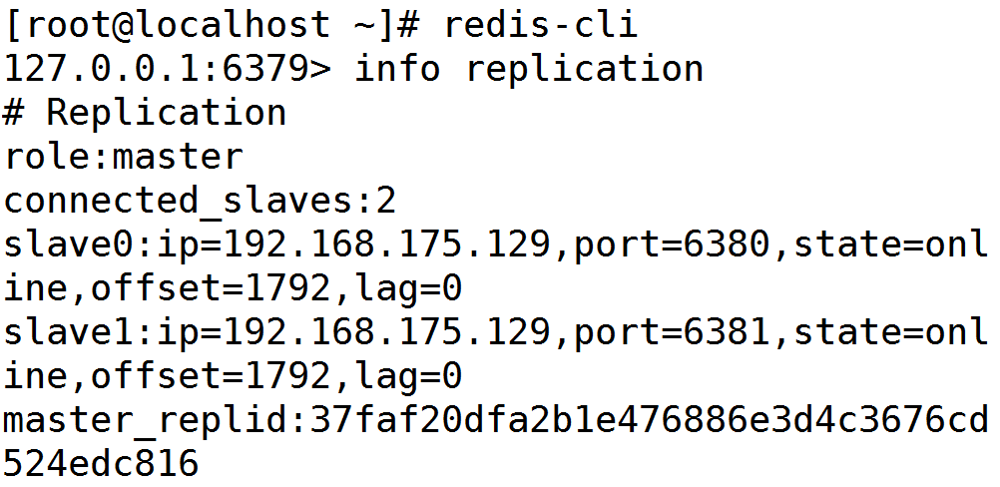 [root@localhost ~]# redis-cli
127.0.0.1:6379> info replication
# Replication
role:master
connected_slaves:2
slave0:ip=192.168.175.129,port=6380,state=onl
ine,offset=1792,lag=0
slave1:ip=192.168.175.129,port=6381,state=onl
ine,offset=1792,lag=0
master_replid:37faf20dfa2b1e476886e3d4c3676cd
524edc816